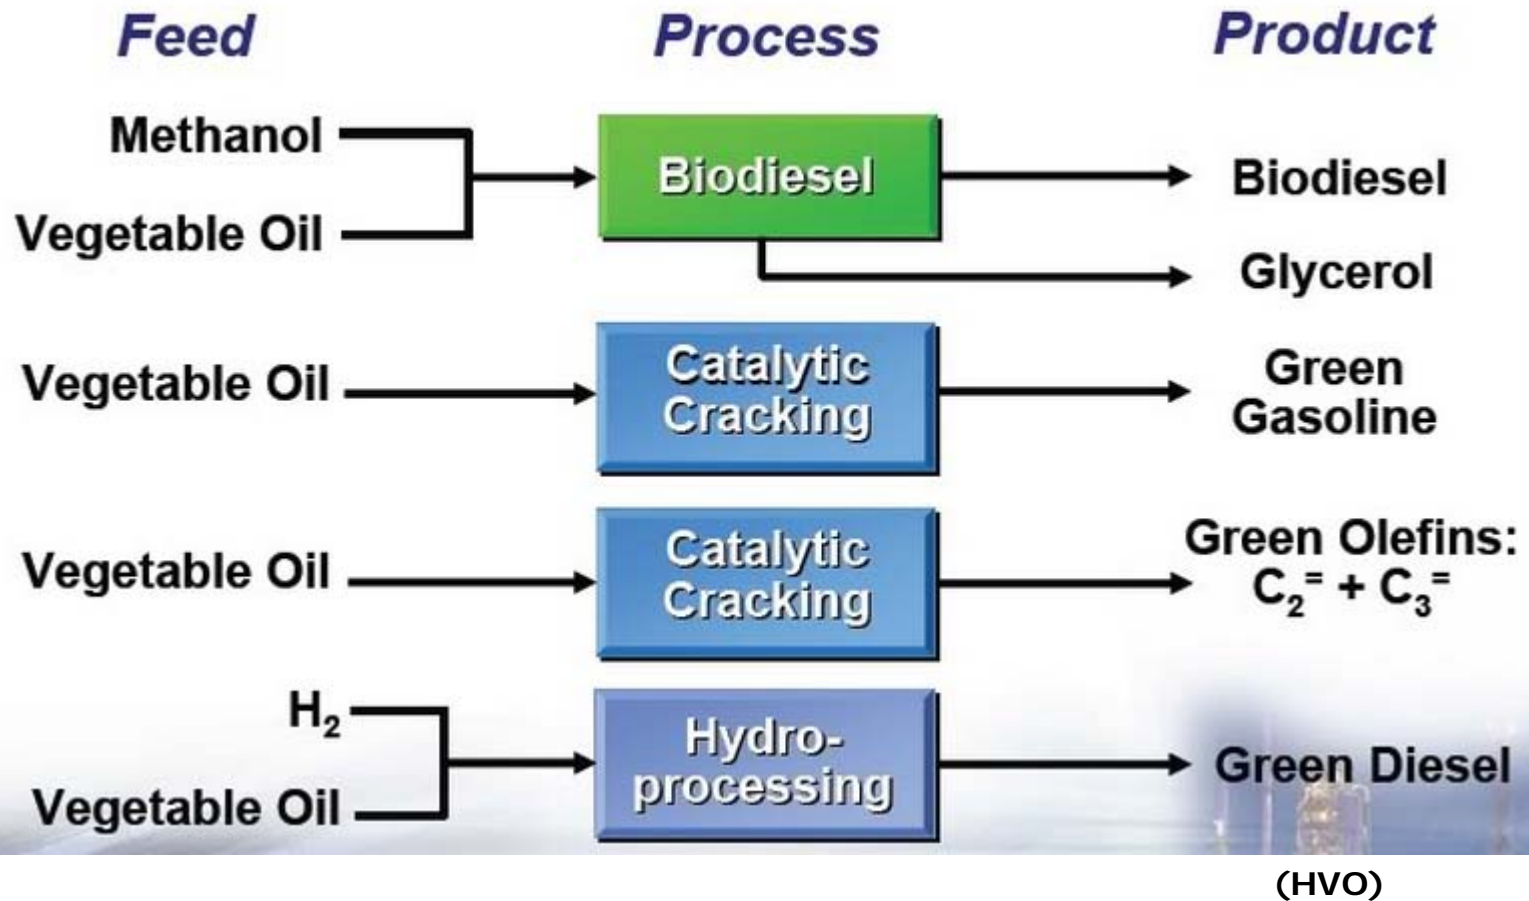 Feed Process Product
Methanol
Vegetable Oil
Biodiesel
Biodiesel
Glycerol
Vegetable Oil
Catalytic
Cracking
Green
Gasoline
Vegetable Oil
Catalytic
Cracking
Green Olefins:
C₂⁼ + C₃⁼
H₂
Vegetable Oil
Hydro-
processing
Green Diesel
(HVO)